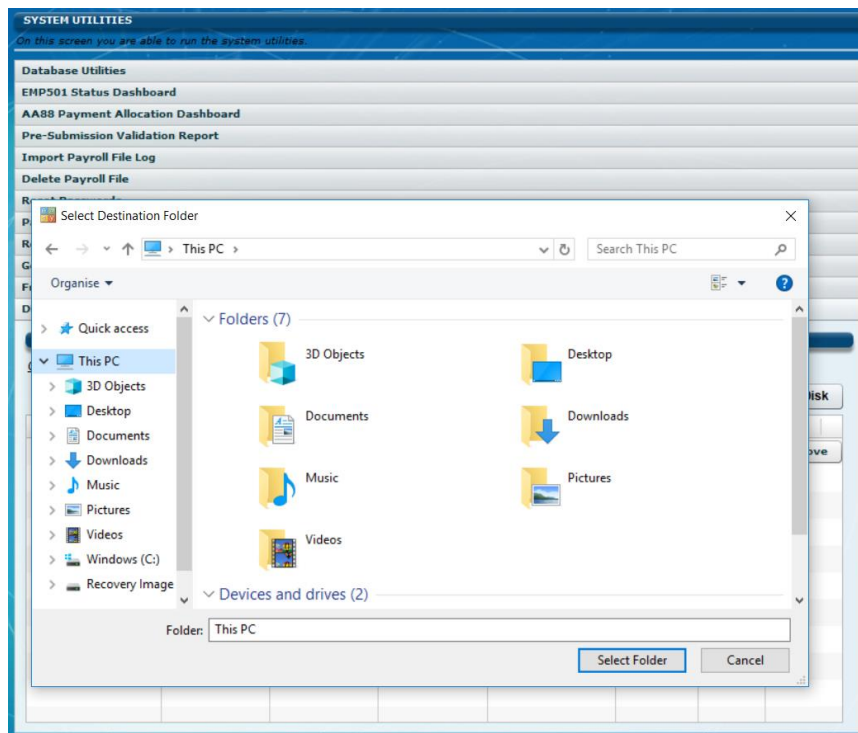 SYSTEM UTILITIES
On this screen you are able to run the system utilities.
Database Utilities
EMP501 Status Dashboard
AA88 Payment Allocation Dashboard
Pre-Submission Validation Report
Import Payroll File Log
Delete Payroll File
Select Destination Folder
This PC
Search This PC
Organise
Quick access
This PC
3D Objects
Desktop
Documents
Downloads
Music
Pictures
Videos
Windows (C:)
Recovery Image
Folders (7)
3D Objects
Desktop
Documents
Downloads
Music
Pictures
Videos
Devices and drives (2)
Folder: This PC
Select Folder
Cancel